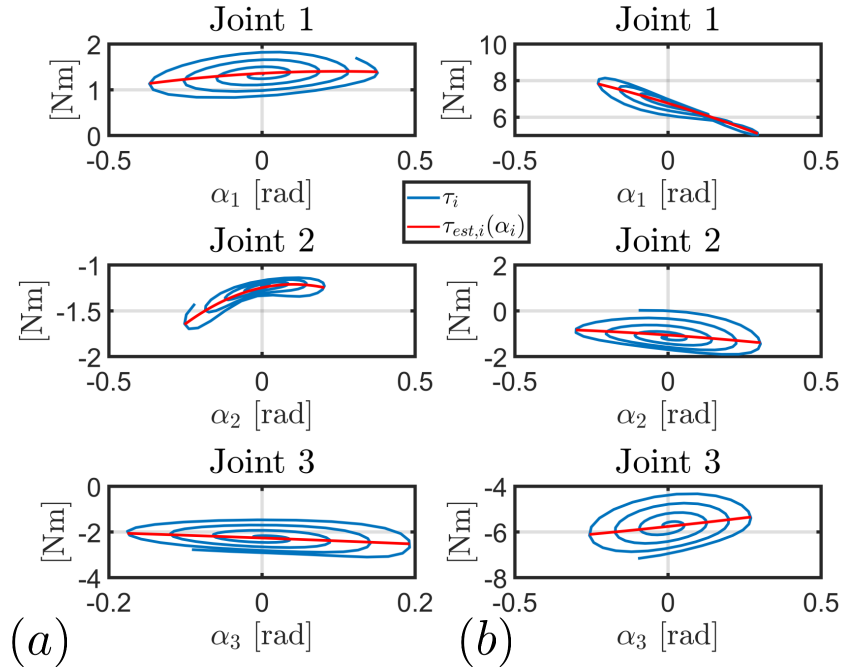 Joint 1
[Nm]
2
1
0
-0.5 0 0.5
α1 [rad]
Joint 1
[Nm]
10
8
6
-0.5 0 0.5
α1 [rad]
τi
τest,i(αi)
Joint 2
[Nm]
-1
-1.5
-2
-0.5 0 0.5
α2 [rad]
Joint 2
[Nm]
2
0
-2
-0.5 0 0.5
α2 [rad]
Joint 3
[Nm]
0
-2
-4
-0.2 0 0.2
α3 [rad]
(a)
Joint 3
[Nm]
-4
-6
-8
-0.5 0 0.5
α3 [rad]
(b)